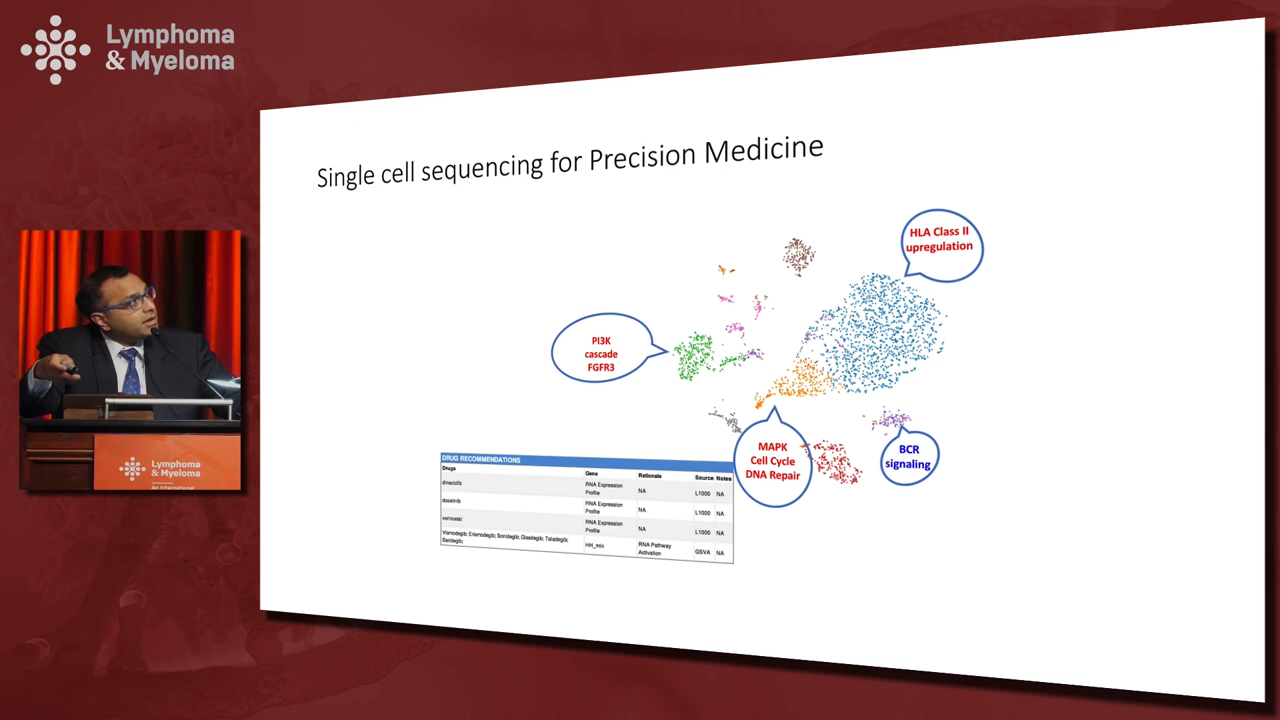 Lymphoma
& Myeloma
Single cell sequencing for Precision Medicine
HLA Class II
upregulation
PI3K
cascade
FGFR3
MAPK
Cell Cycle
DNA Repair
BCR
signaling
DRUG RECOMMENDATIONS
Drugs Gene Rationale Source Notes
dinaciclib RNA Expression Profile NA L1000 NA
dasatinib RNA Expression Profile NA L1000 NA
vorinostat RNA Expression Profile NA L1000 NA
Vismodegib; Erismodegib; Sonidegib; Glasdegib; Taladegib;
Saridegib; HH_min RNA Pathway Activation GSVA NA
Lymphoma
& Myeloma
An International